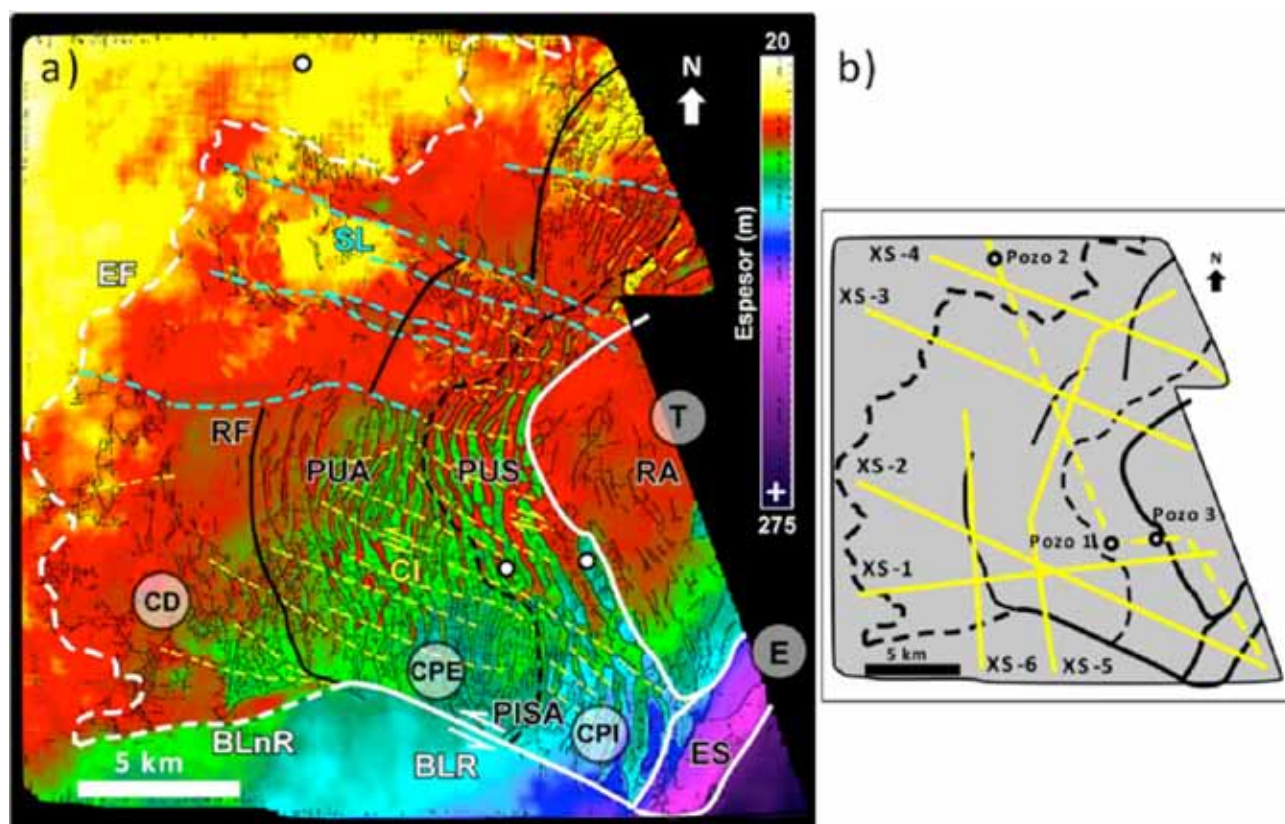 a)
20
N
Espesor (m)
275
SL
EF
RF
PUA
PUS
RA
T
CI
CD
CPE
E
PISA
CPI
ES
BLnR
BLR
5 km
b)
XS-4
Pozo 2
N
XS-3
XS-2
Pozo 3
Pozo 1
XS-1
5 km
XS-6
XS-5